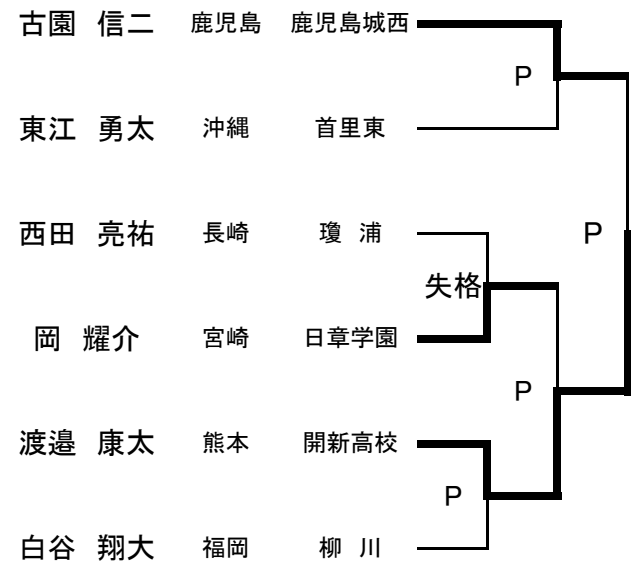 古園 信二 鹿児島 鹿児島城西
P
東江 勇太 沖縄 首里東
西田 亮祐 長崎 瓊 浦 P
失格
岡 耀介 宮崎 日章学園
P
渡邉 康太 熊本 開新高校
P
白谷 翔大 福岡 柳 川